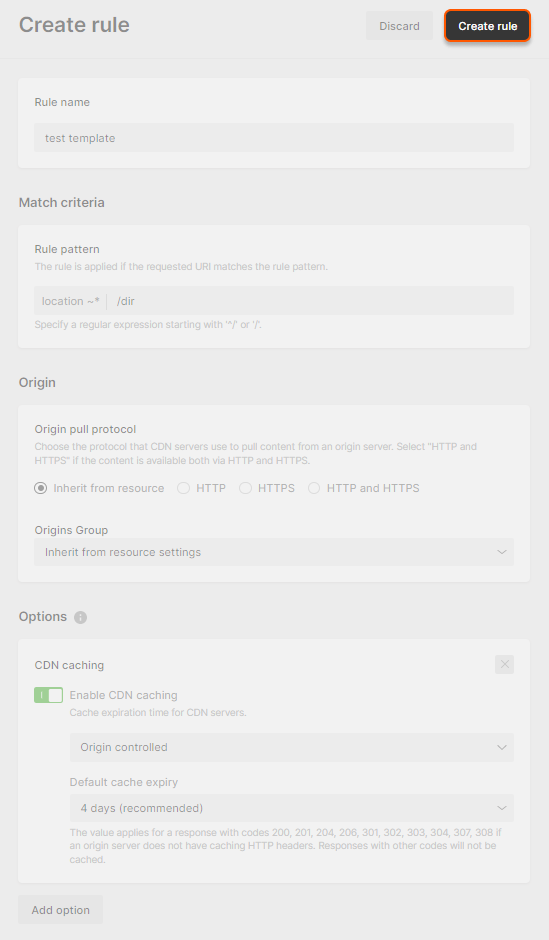 Create rule
Discard
Create rule
Rule name
test template
Match criteria
Rule pattern
The rule is applied if the requested URI matches the rule pattern.
location ~* /dir
Specify a regular expression starting with '^/' or '/'.
Origin
Origin pull protocol
Choose the protocol that CDN servers use to pull content from an origin server. Select "HTTP and
HTTPS" if the content is available both via HTTP and HTTPS.
Inherit from resource HTTP HTTPS HTTP and HTTPS
Origins Group
Inherit from resource settings
Options
CDN caching
Enable CDN caching
Cache expiration time for CDN servers.
Origin controlled
Default cache expiry
4 days (recommended)
The value applies for a response with codes 200, 201, 204, 206, 301, 302, 303, 304, 307, 308 if
an origin server does not have caching HTTP headers. Responses with other codes will not be
cached.
Add option